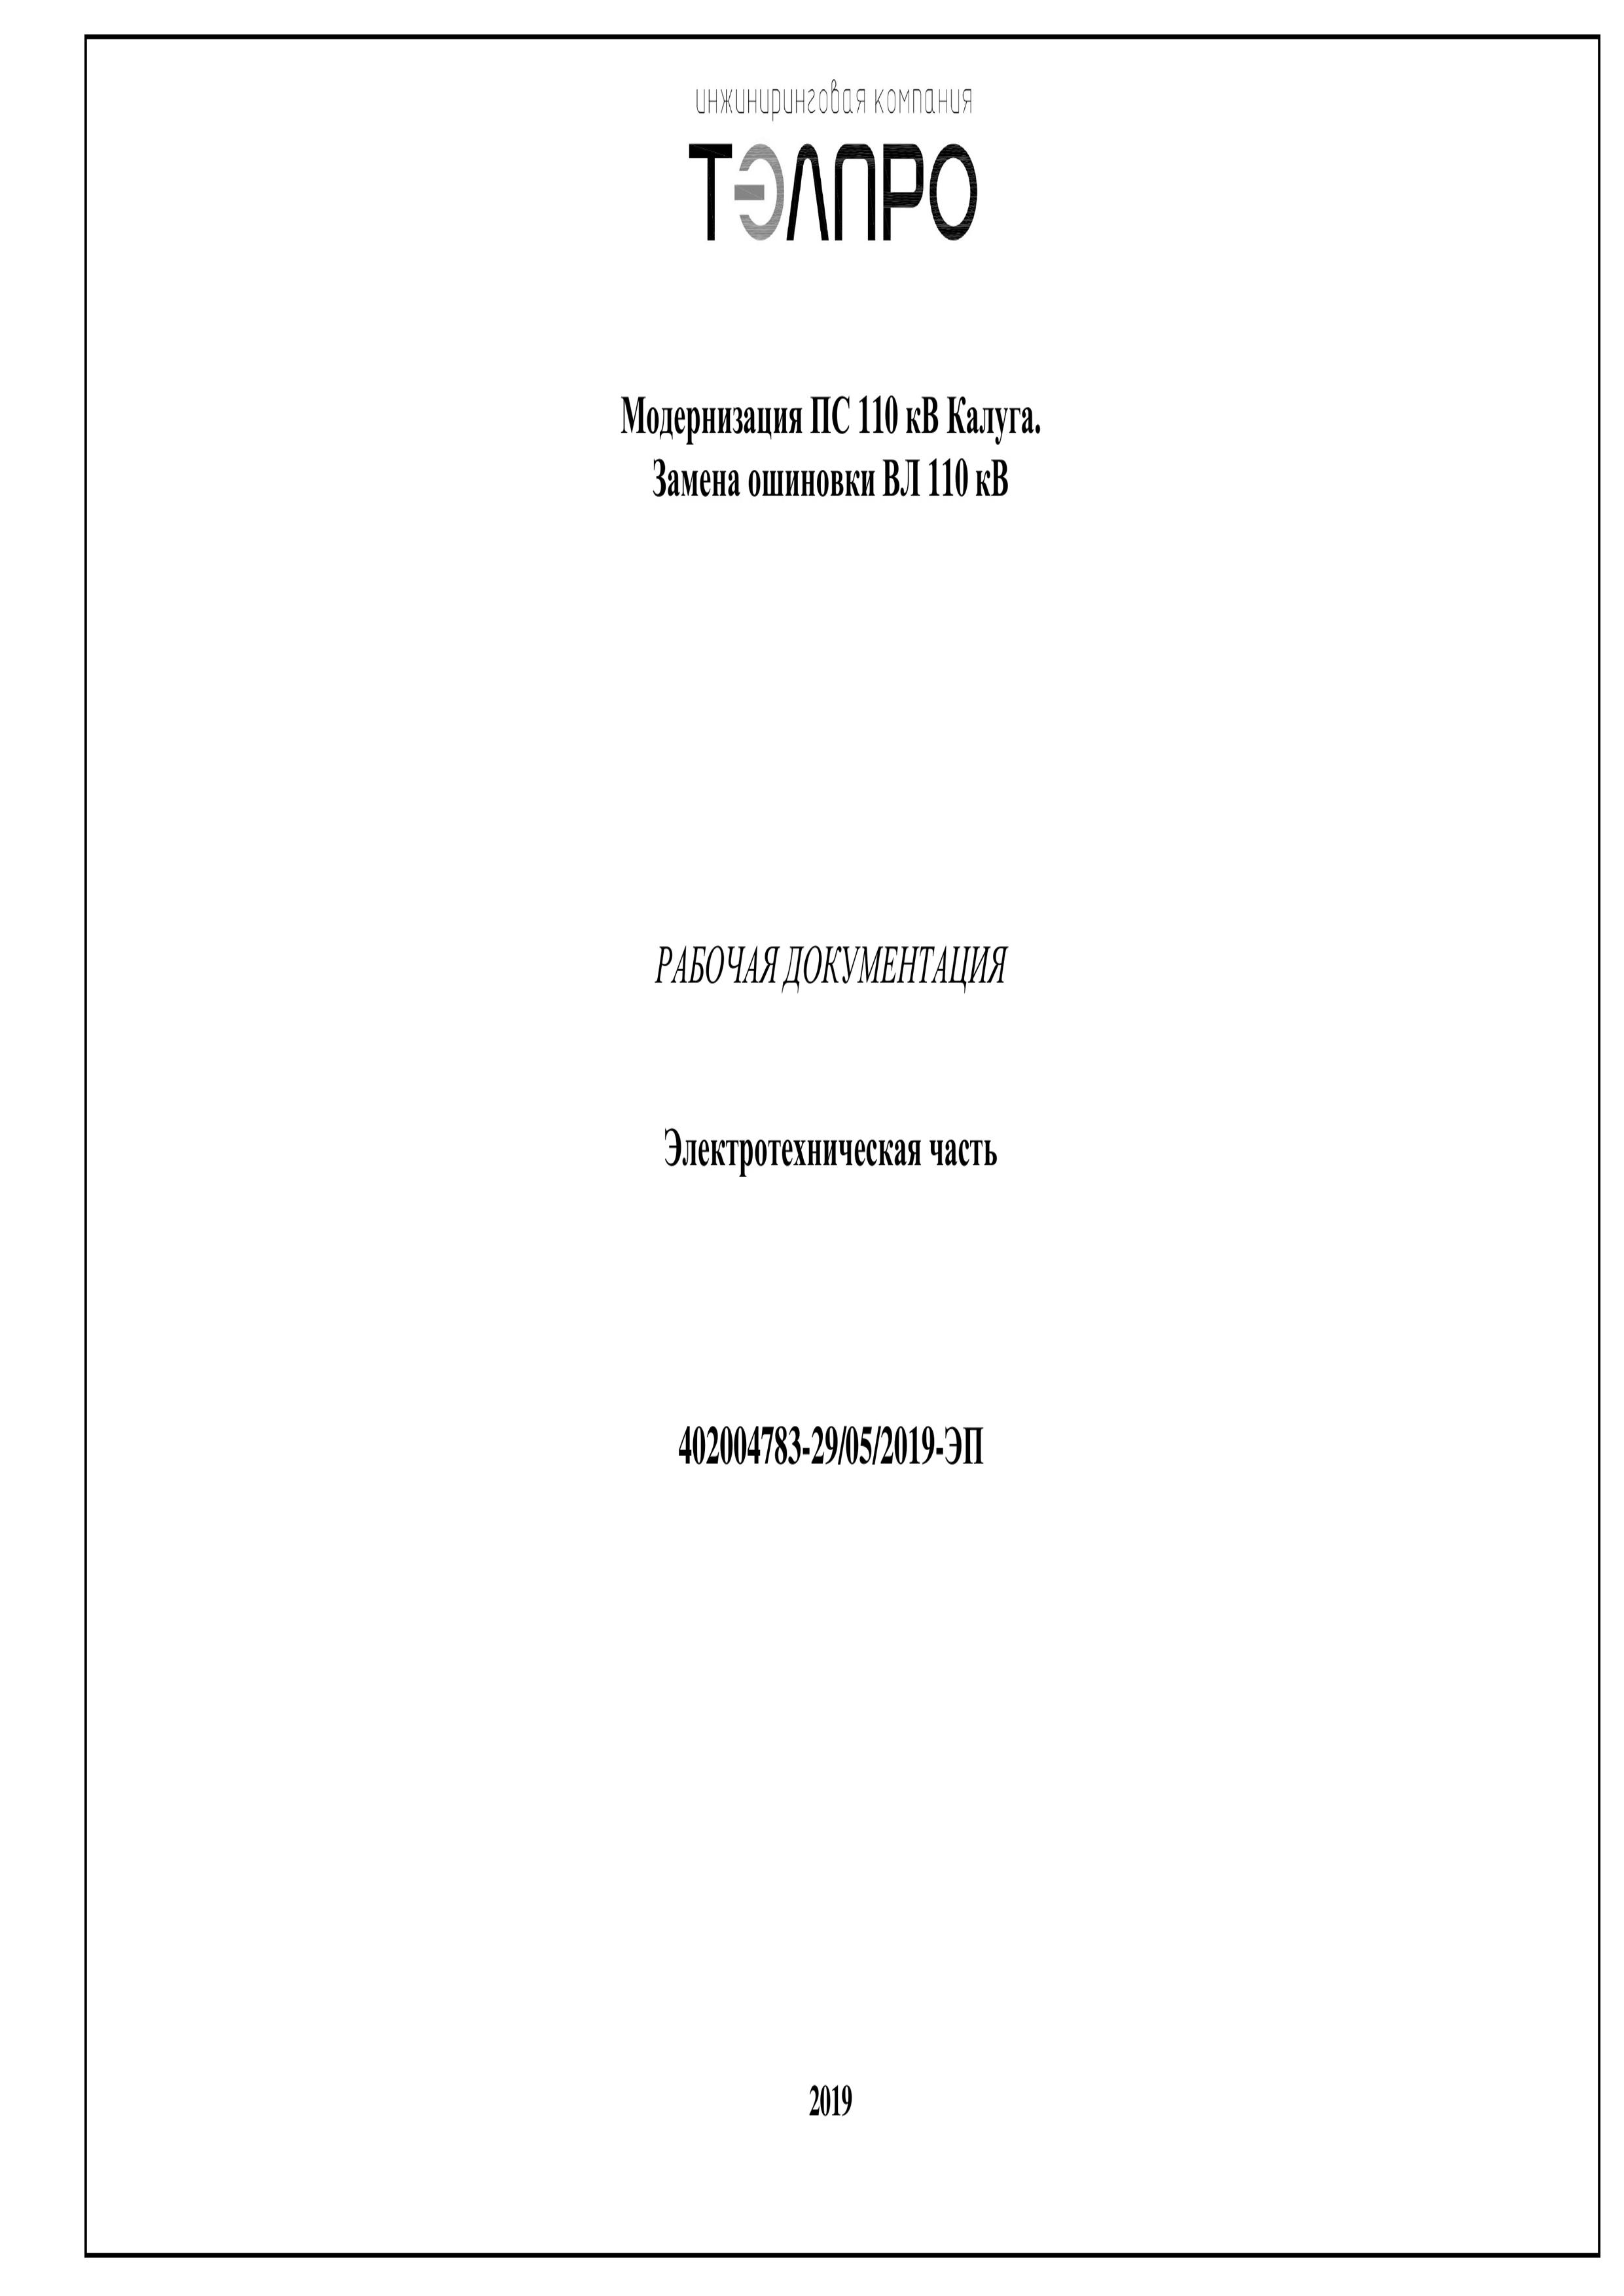 инжиниринговая компания
ТЭЛПРО
Модернизация ПС 110 кВ Калуга.
Замена ошиновки ВЛ 110 кВ
РАБОЧАЯ ДОКУМЕНТАЦИЯ
Электротехническая часть
402004783-29/05/2019-ЭП
2019